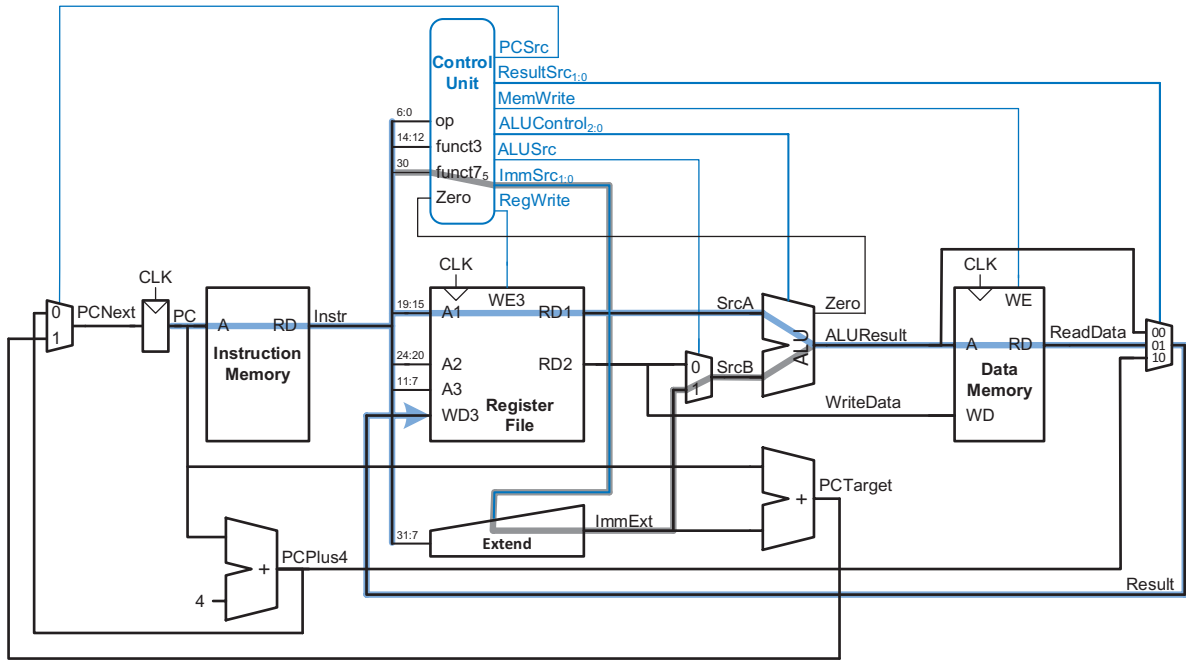 PCSrc
Control
Unit
ResultSrc1:0
MemWrite
6:0
op
ALUControl2:0
14:12
funct3
ALUSrc
30
funct75
ImmSrc1:0
Zero
RegWrite
CLK
CLK
CLK
0
1
PCNext
PC
A
RD
Instr
Instruction
Memory
19:15
A1
WE3
RD1
SrcA
Zero
WE
24:20
A2
RD2
0
1
SrcB
ALU
ALUResult
A
RD
ReadData
00
01
10
11:7
A3
Data
Memory
WD3
Register
File
WriteData
WD
PCTarget
+
ImmExt
31:7
Extend
PCPlus4
+
4
Result